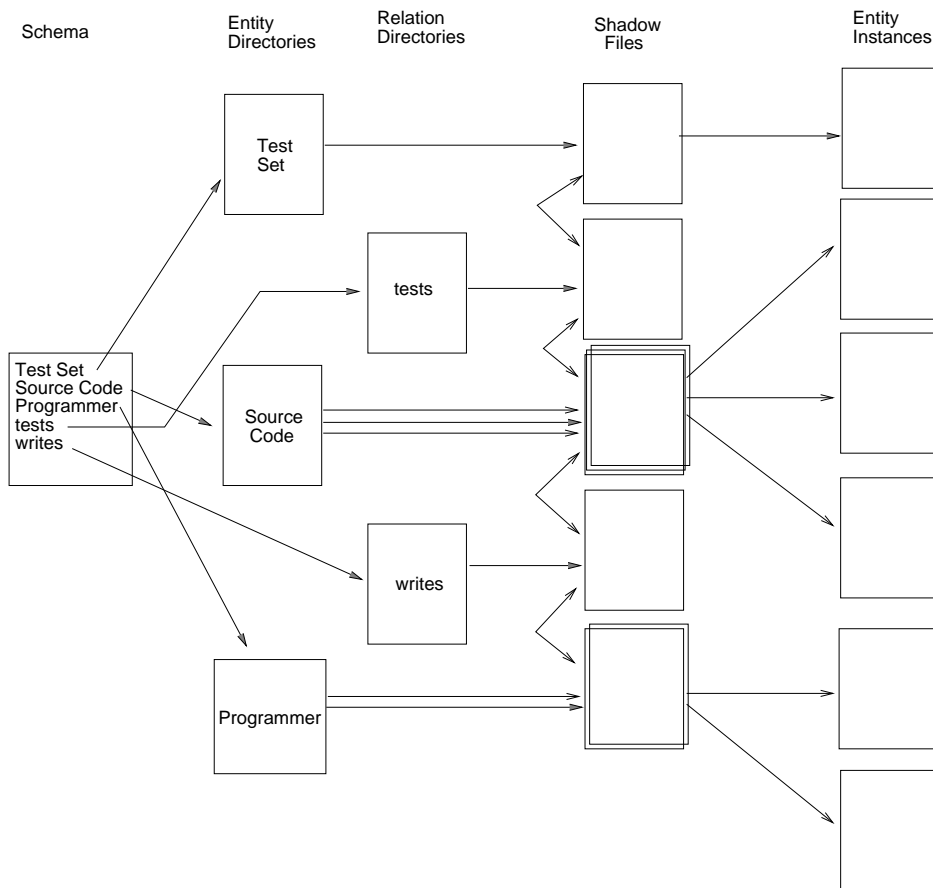 Schema
Entity
Directories
Relation
Directories
Shadow
Files
Entity
Instances
Test
Set
tests
Test Set
Source Code
Programmer
tests
writes
Source
Code
writes
Programmer